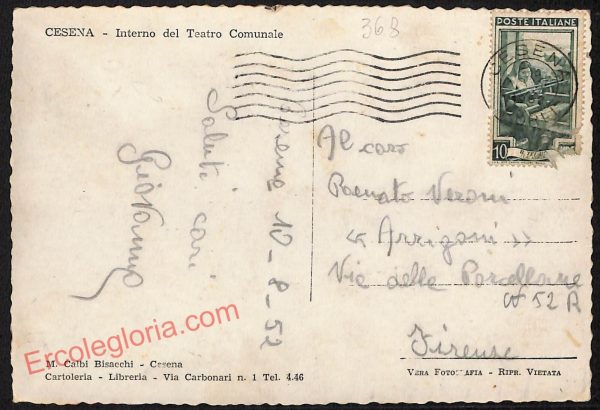 CESENA - Interno del Teatro Comunale
368
POSTE ITALIANE
CESENA
10
Cesena 10-8-52
Saluti cari
Giovanni
Al caro
Renato Veroni
« Arrigoni »
Via delle
N 52 R
Firenze
Ercolegloria.com
M. Calbi Bisacchi - Cesena
Cartoleria - Libreria - Via Carbonari n. 1 Tel. 4.46
VERA FOTOGRAFIA - RIPR. VIETATA